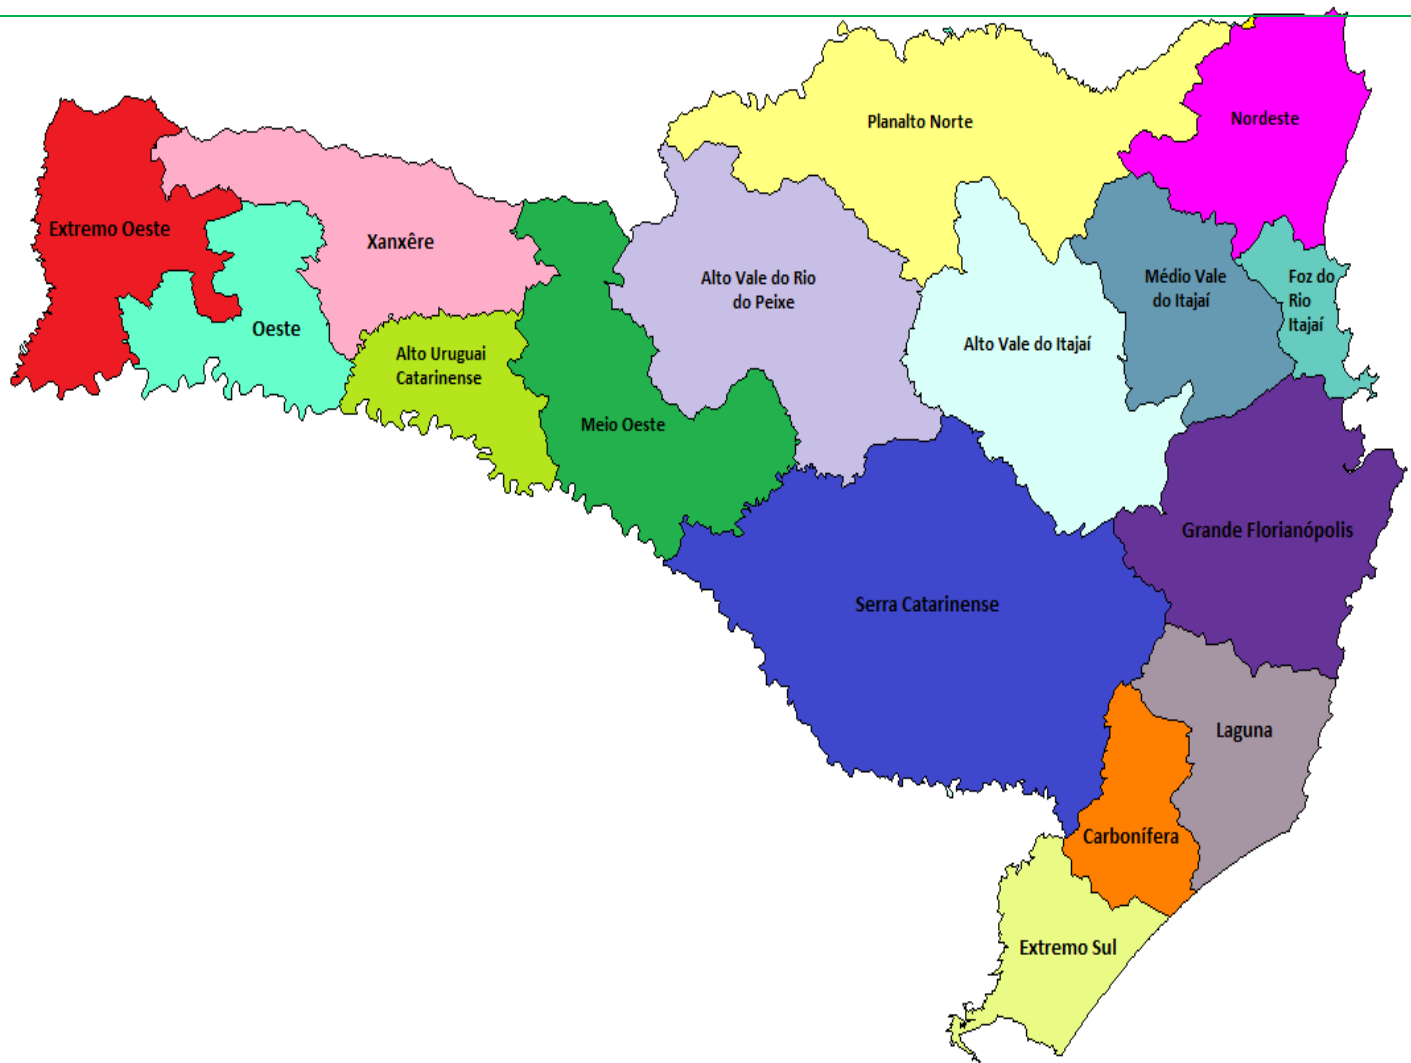 Nordeste
Planalto Norte
Extremo Oeste
Xanxêre
Alto Vale do Rio
do Peixe
Médio Vale
do Itajaí
Foz do
Rio
Itajaí
Oeste
Alto Vale do Itajaí
Alto Uruguai
Catarinense
Meio Oeste
Grande Florianópolis
Serra Catarinense
Laguna
Carbonífera
Extremo Sul